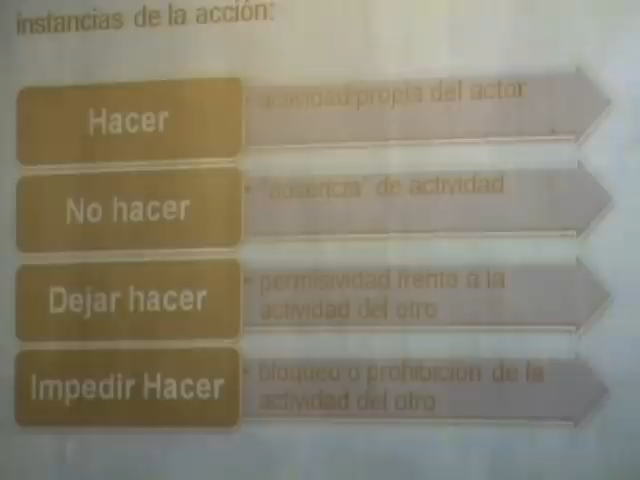 instancias de la acción:
Hacer
• actividad propia del actor
No hacer
• "ausencia" de actividad
Dejar hacer
• permisividad frente a la
actividad del otro
Impedir Hacer
• bloqueo o prohibición de la
actividad del otro